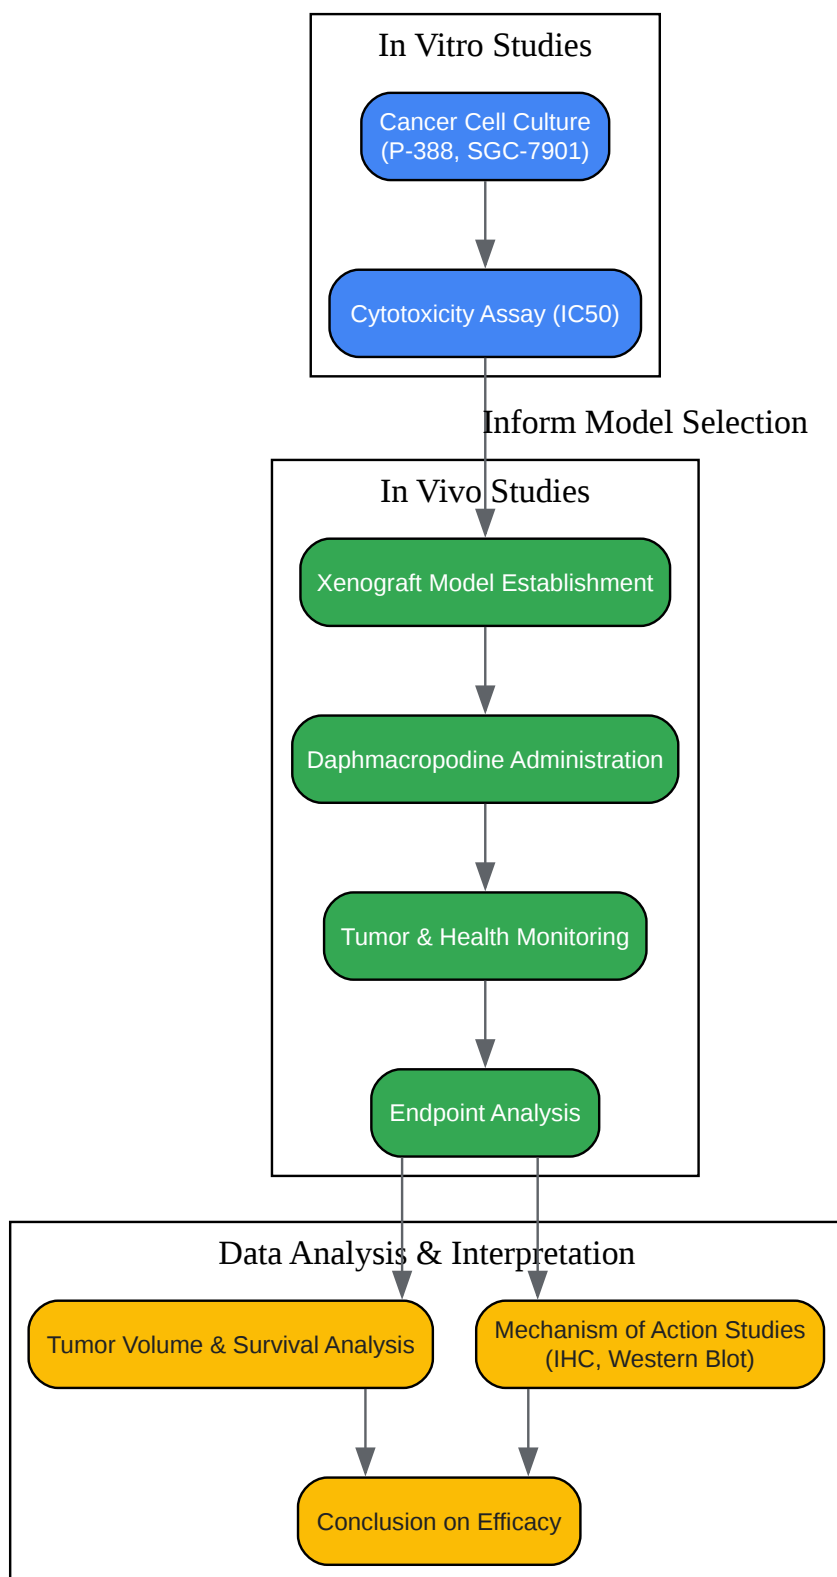 In Vitro Studies
Cancer Cell Culture
(P-388, SGC-7901)
Cytotoxicity Assay (IC50)
Inform Model Selection
In Vivo Studies
Xenograft Model Establishment
Daphmacropodine Administration
Tumor & Health Monitoring
Endpoint Analysis
Data Analysis & Interpretation
Tumor Volume & Survival Analysis
Mechanism of Action Studies
(IHC, Western Blot)
Conclusion on Efficacy